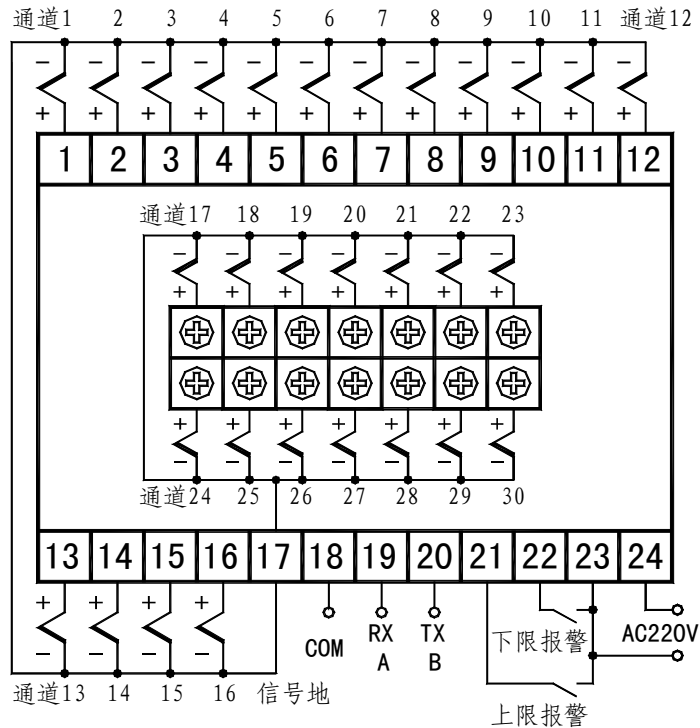 通道1 2 3 4 5 6 7 8 9 10 11 通道12
− − − − − − − − − − − −
+ + + + + + + + + + + +
1 2 3 4 5 6 7 8 9 10 11 12
通道17 18 19 20 21 22 23
− − − − − − −
+ + + + + + +
+ + + + + + +
− − − − − − −
通道24 25 26 27 28 29 30
13 14 15 16 17 18 19 20 21 22 23 24
+ + + +
− − − −
COM RX TX 下限报警 AC220V
A B
通道13 14 15 16 信号地
上限报警